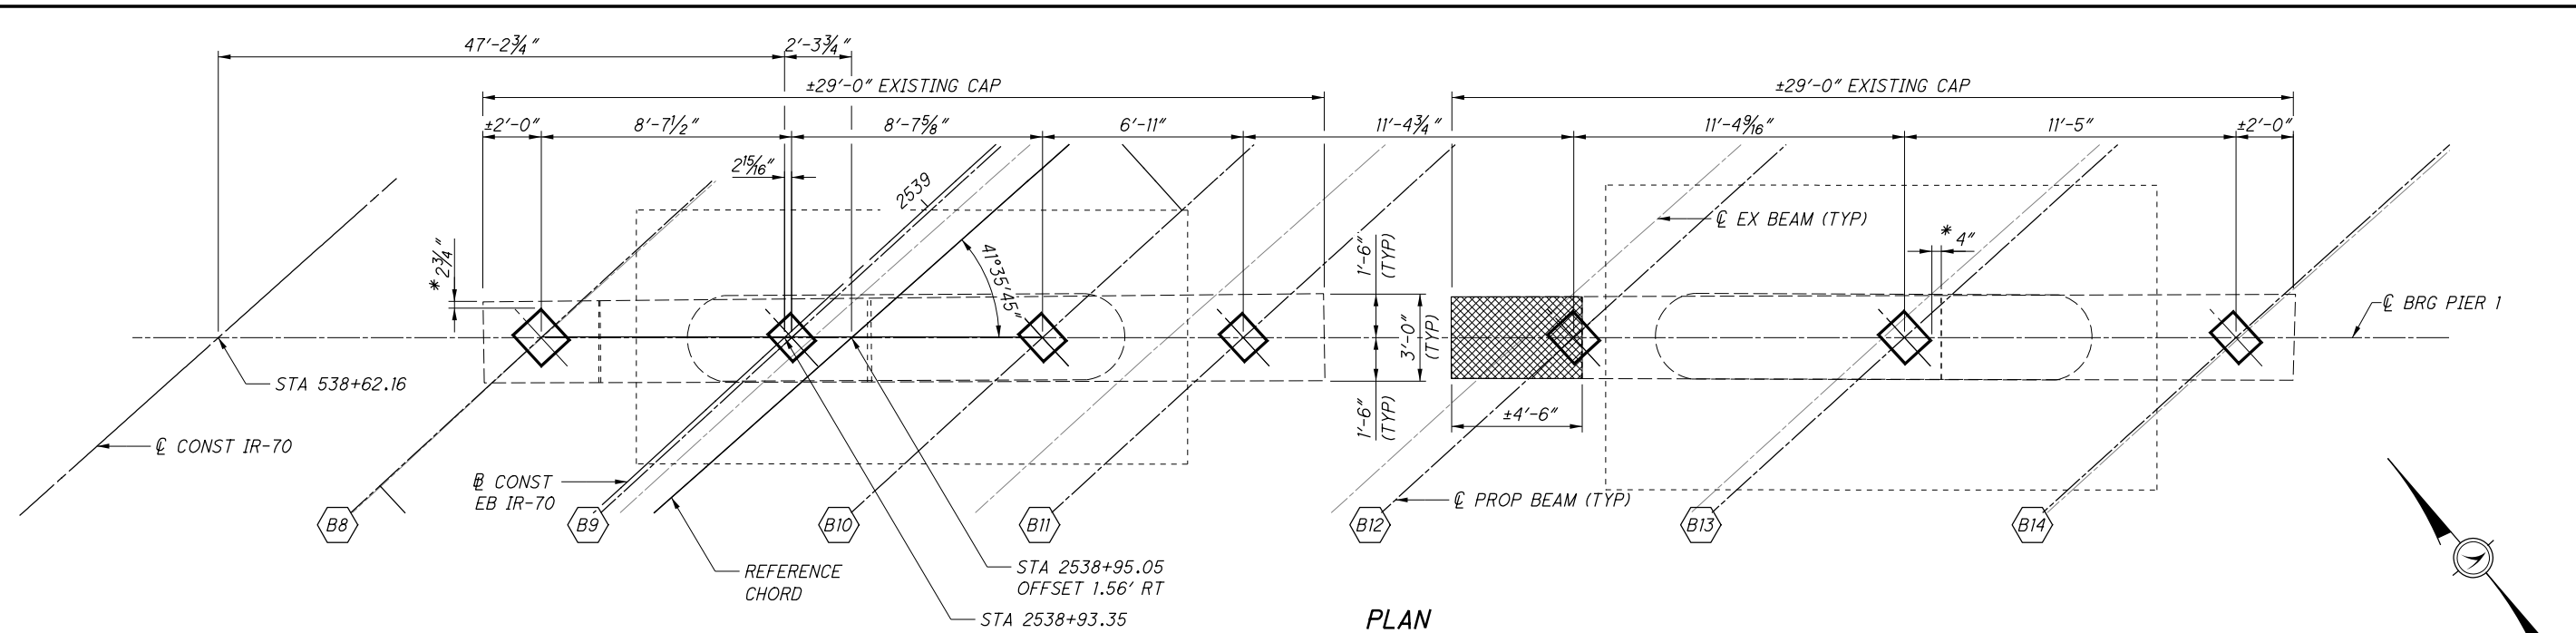 47'-2¾"
2'-3¾"
±29'-0" EXISTING CAP
±29'-0" EXISTING CAP
±2'-0"
8'-7½"
8'-7⅝"
6'-11"
11'-4¾"
11'-4 9/16"
11'-5"
±2'-0"
2 15/16"
2539
* 2¾"
41°35'45"
1'-6"
(TYP)
℄ EX BEAM (TYP)
* 4"
3'-0"
(TYP)
℄ BRG PIER 1
STA 538+62.16
1'-6"
(TYP)
±4'-6"
℄ CONST IR-70
B CONST
EB IR-70
℄ PROP BEAM (TYP)
B8
B9
B10
B11
B12
B13
B14
REFERENCE
CHORD
STA 2538+95.05
OFFSET 1.56' RT
STA 2538+93.35
PLAN